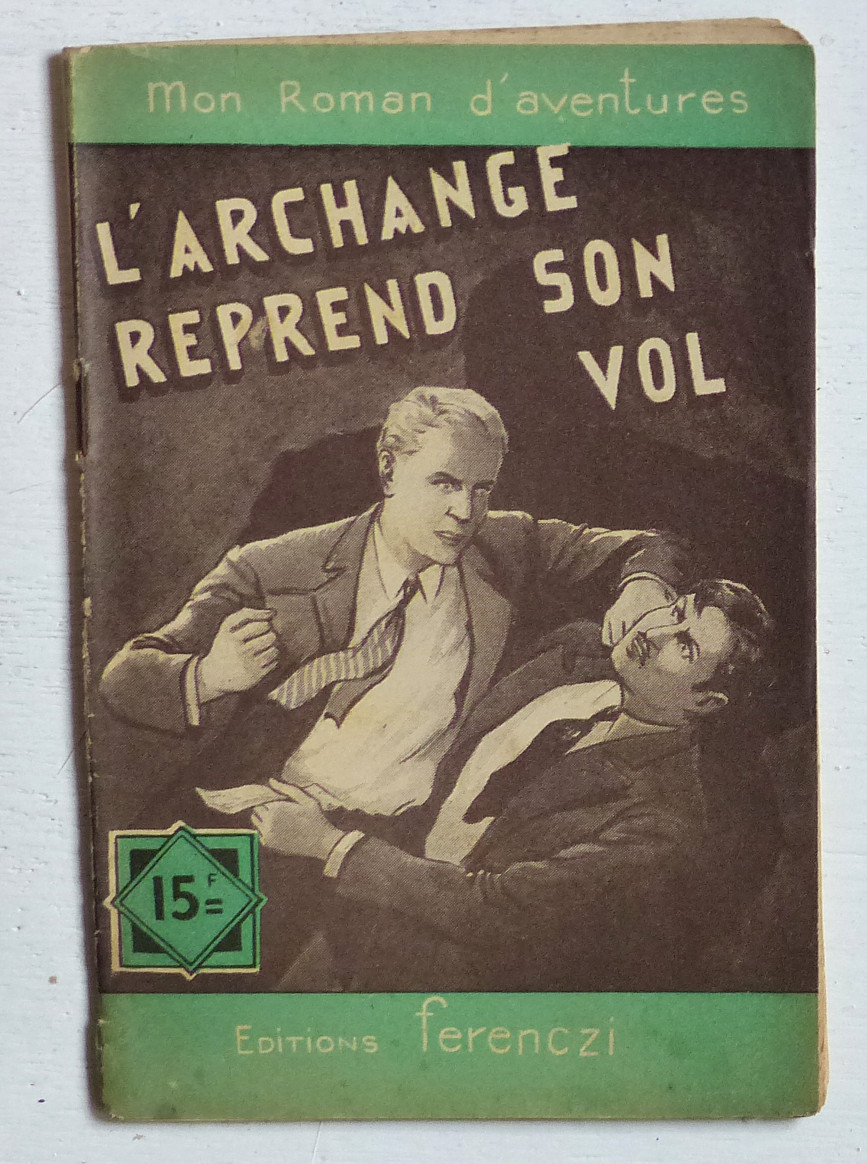 Mon Roman d'aventures
L'ARCHANGE
REPREND SON
VOL
15F=
Editions ferenczi